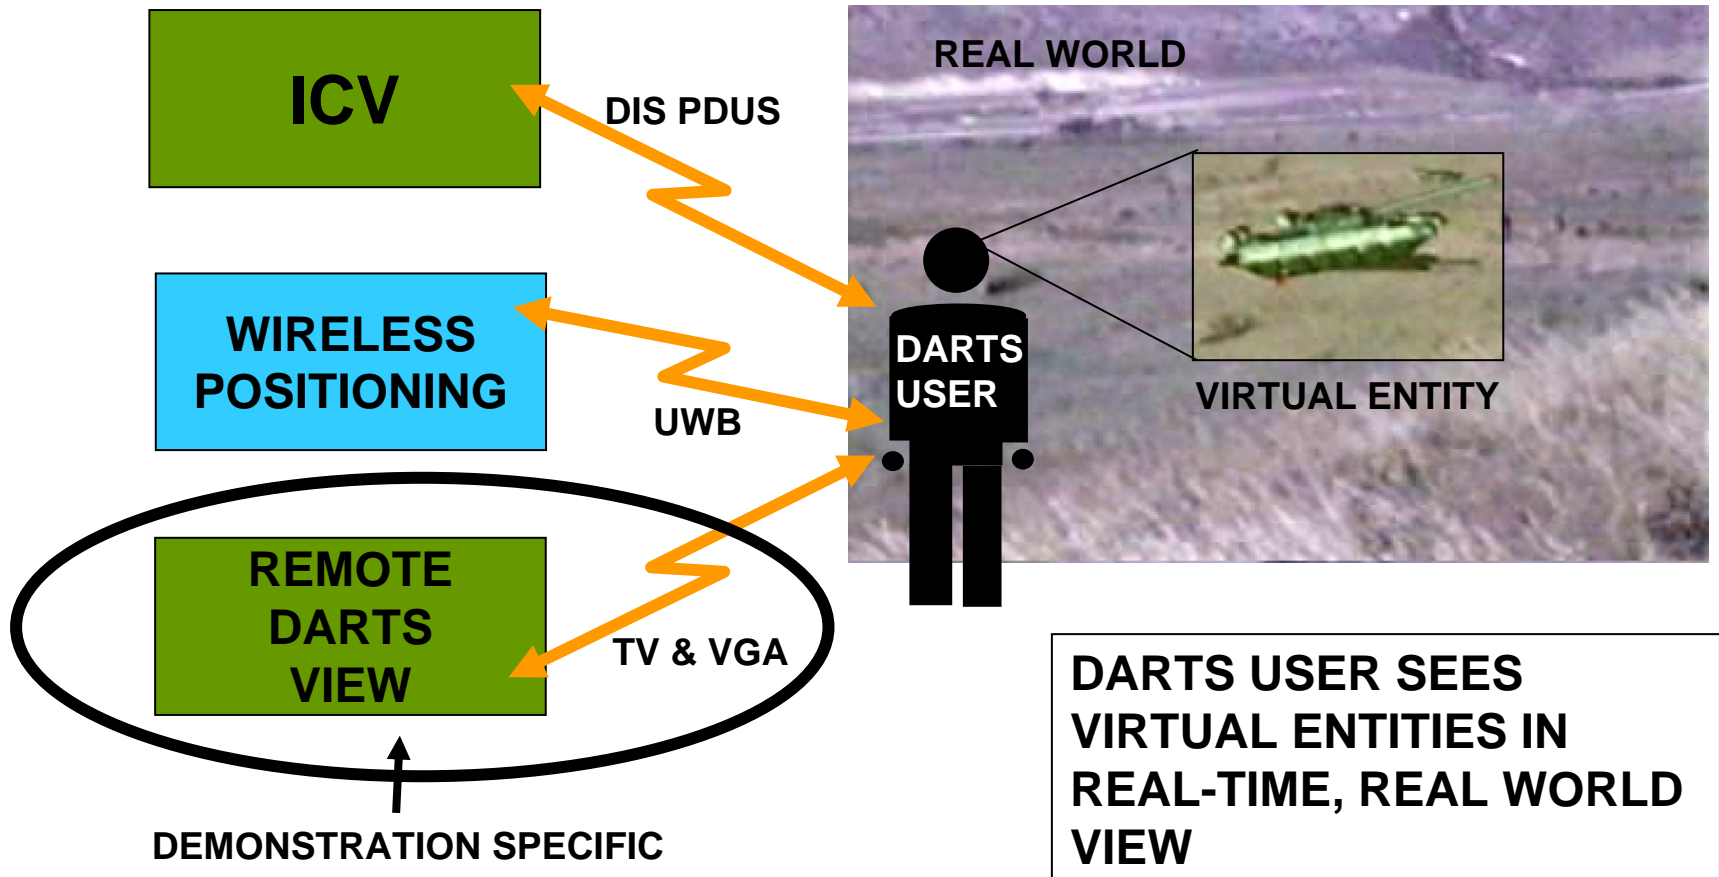 ICV
DIS PDUS
REAL WORLD
WIRELESS
POSITIONING
UWB
DARTS
USER
VIRTUAL ENTITY
REMOTE
DARTS
VIEW
TV & VGA
DEMONSTRATION SPECIFIC
DARTS USER SEES
VIRTUAL ENTITIES IN
REAL-TIME, REAL WORLD
VIEW